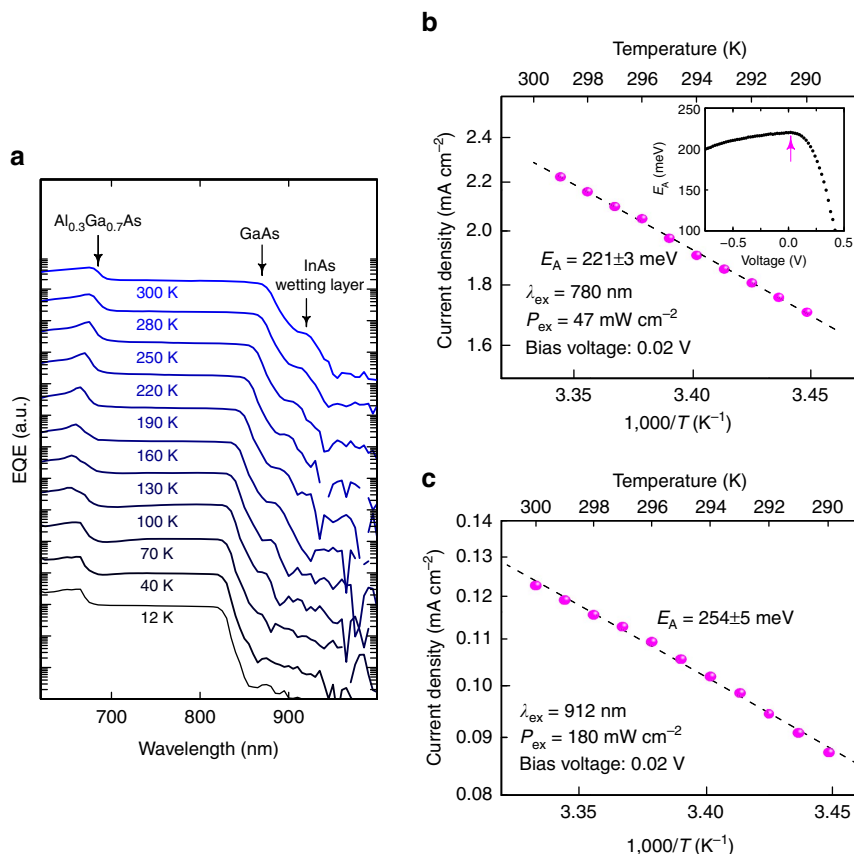 a
Al0.3Ga0.7As
GaAs
InAs
wetting layer
300 K
280 K
250 K
220 K
190 K
160 K
130 K
100 K
70 K
40 K
12 K
EQE (a.u.)
700 800 900
Wavelength (nm)
b
Temperature (K)
300 298 296 294 292 290
2.4
2.2
2.0
1.8
1.6
Current density (mA cm−2)
EA = 221±3 meV
λex = 780 nm
Pex = 47 mW cm−2
Bias voltage: 0.02 V
250
200
150
100
EA (meV)
−0.5 0.0 0.5
Voltage (V)
3.35 3.40 3.45
1,000/T (K−1)
c
Temperature (K)
300 298 296 294 292 290
0.14
0.13
0.12
0.11
0.10
0.09
0.08
Current density (mA cm−2)
EA = 254±5 meV
λex = 912 nm
Pex = 180 mW cm−2
Bias voltage: 0.02 V
3.35 3.40 3.45
1,000/T (K−1)